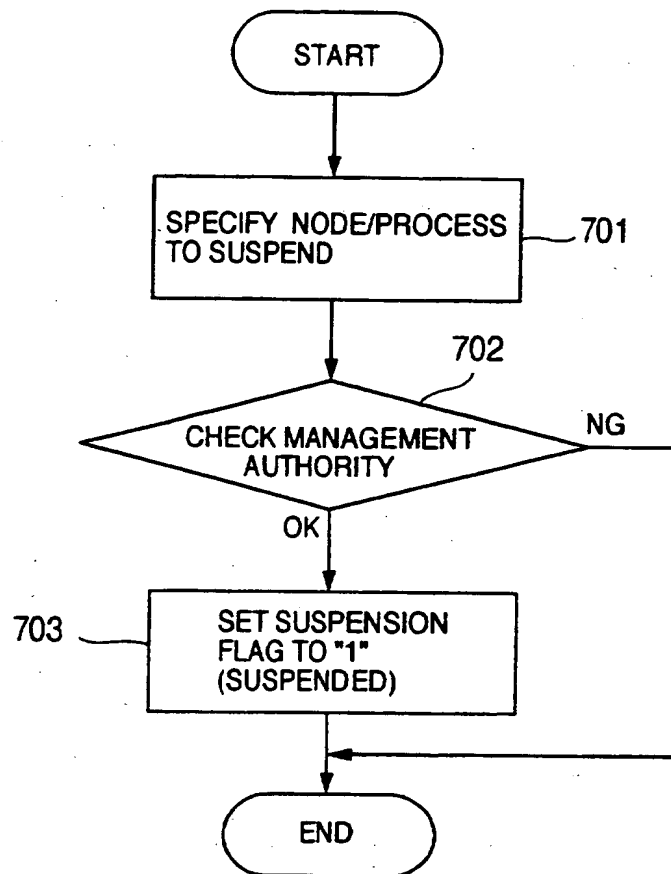 START
SPECIFY NODE/PROCESS
TO SUSPEND
701
702
CHECK MANAGEMENT
AUTHORITY
NG
OK
703
SET SUSPENSION
FLAG TO "1"
(SUSPENDED)
END